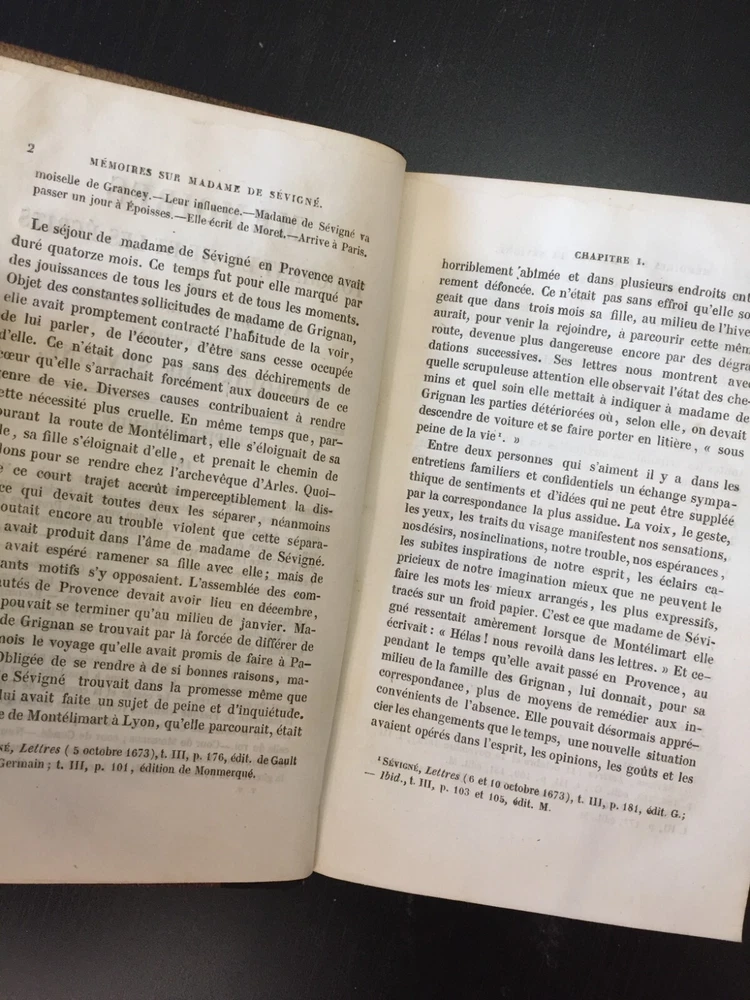 2
MÉMOIRES SUR MADAME DE SÉVIGNÉ.
moiselle de Grancey.—Leur influence.—Madame de Sévigné va
passer un jour à Époisses.—Elle écrit de Moret.—Arrive à Paris.
Le séjour de madame de Sévigné en Provence avait
duré quatorze mois. Ce temps fut pour elle marqué par
des jouissances de tous les jours et de tous les moments.
Objet des constantes sollicitudes de madame de Grignan,
elle avait promptement contracté l'habitude de la voir,
de lui parler, de l'écouter, d'être sans cesse occupée
d'elle. Ce n'était donc pas sans des déchirements de
cœur qu'elle s'arrachait forcément aux douceurs de ce
genre de vie. Diverses causes contribuaient à rendre
cette nécessité plus cruelle. En même temps que, par-
courant la route de Montélimart, elle s'éloignait de sa
le, sa fille s'éloignait d'elle, et prenait le chemin de
lons pour se rendre chez l'archevêque d'Arles. Quoi-
e ce court trajet accrût imperceptiblement la dis-
ce qui devait toutes deux les séparer, néanmoins
outait encore au trouble violent que cette sépara-
avait produit dans l'âme de madame de Sévigné.
avait espéré ramener sa fille avec elle; mais de
ants motifs s'y opposaient. L'assemblée des com-
utés de Provence devait avoir lieu en décembre,
pouvait se terminer qu'au milieu de janvier. Ma-
de Grignan se trouvait par là forcée de différer de
mois le voyage qu'elle avait promis de faire à Pa-
Obligée de se rendre à de si bonnes raisons, ma-
e Sévigné trouvait dans la promesse même que
lui avait faite un sujet de peine et d'inquiétude.
e de Montélimart à Lyon, qu'elle parcourait, était
NÉ, Lettres (5 octobre 1673), t. III, p. 176, édit. de Gault
Germain; t. III, p. 101, édition de Monmerqué.
CHAPITRE I.
horriblement abîmée et dans plusieurs endroits enti
rement défoncée. Ce n'était pas sans effroi qu'elle so
geait que dans trois mois sa fille, au milieu de l'hive
aurait, pour venir la rejoindre, à parcourir cette mêm
route, devenue plus dangereuse encore par des dégra
dations successives. Ses lettres nous montrent avec
quelle scrupuleuse attention elle observait l'état des che-
mins et quel soin elle mettait à indiquer à madame de
Grignan les parties détériorées où, selon elle, on devait
descendre de voiture et se faire porter en litière, « sous
peine de la vie¹. »
Entre deux personnes qui s'aiment il y a dans les
entretiens familiers et confidentiels un échange sympa-
thique de sentiments et d'idées qui ne peut être suppléé
par la correspondance la plus assidue. La voix, le geste,
les yeux, les traits du visage manifestent nos sensations,
nos désirs, nos inclinations, notre trouble, nos espérances,
les subites inspirations de notre esprit, les éclairs ca-
pricieux de notre imagination mieux que ne peuvent le
faire les mots les mieux arrangés, les plus expressifs,
tracés sur un froid papier. C'est ce que madame de Sévi-
gné ressentait amèrement lorsque de Montélimart elle
écrivait : « Hélas! nous revoilà dans les lettres. » Et ce-
pendant le temps qu'elle avait passé en Provence, au
milieu de la famille des Grignan, lui donnait, pour sa
correspondance, plus de moyens de remédier aux in-
convénients de l'absence. Elle pouvait désormais appré-
cier les changements que le temps, une nouvelle situation
avaient opérés dans l'esprit, les opinions, les goûts et les
¹ SÉVIGNÉ, Lettres (6 et 10 octobre 1673), t. III, p. 181, édit. G.;
— Ibid., t. III, p. 103 et 105, édit. M.